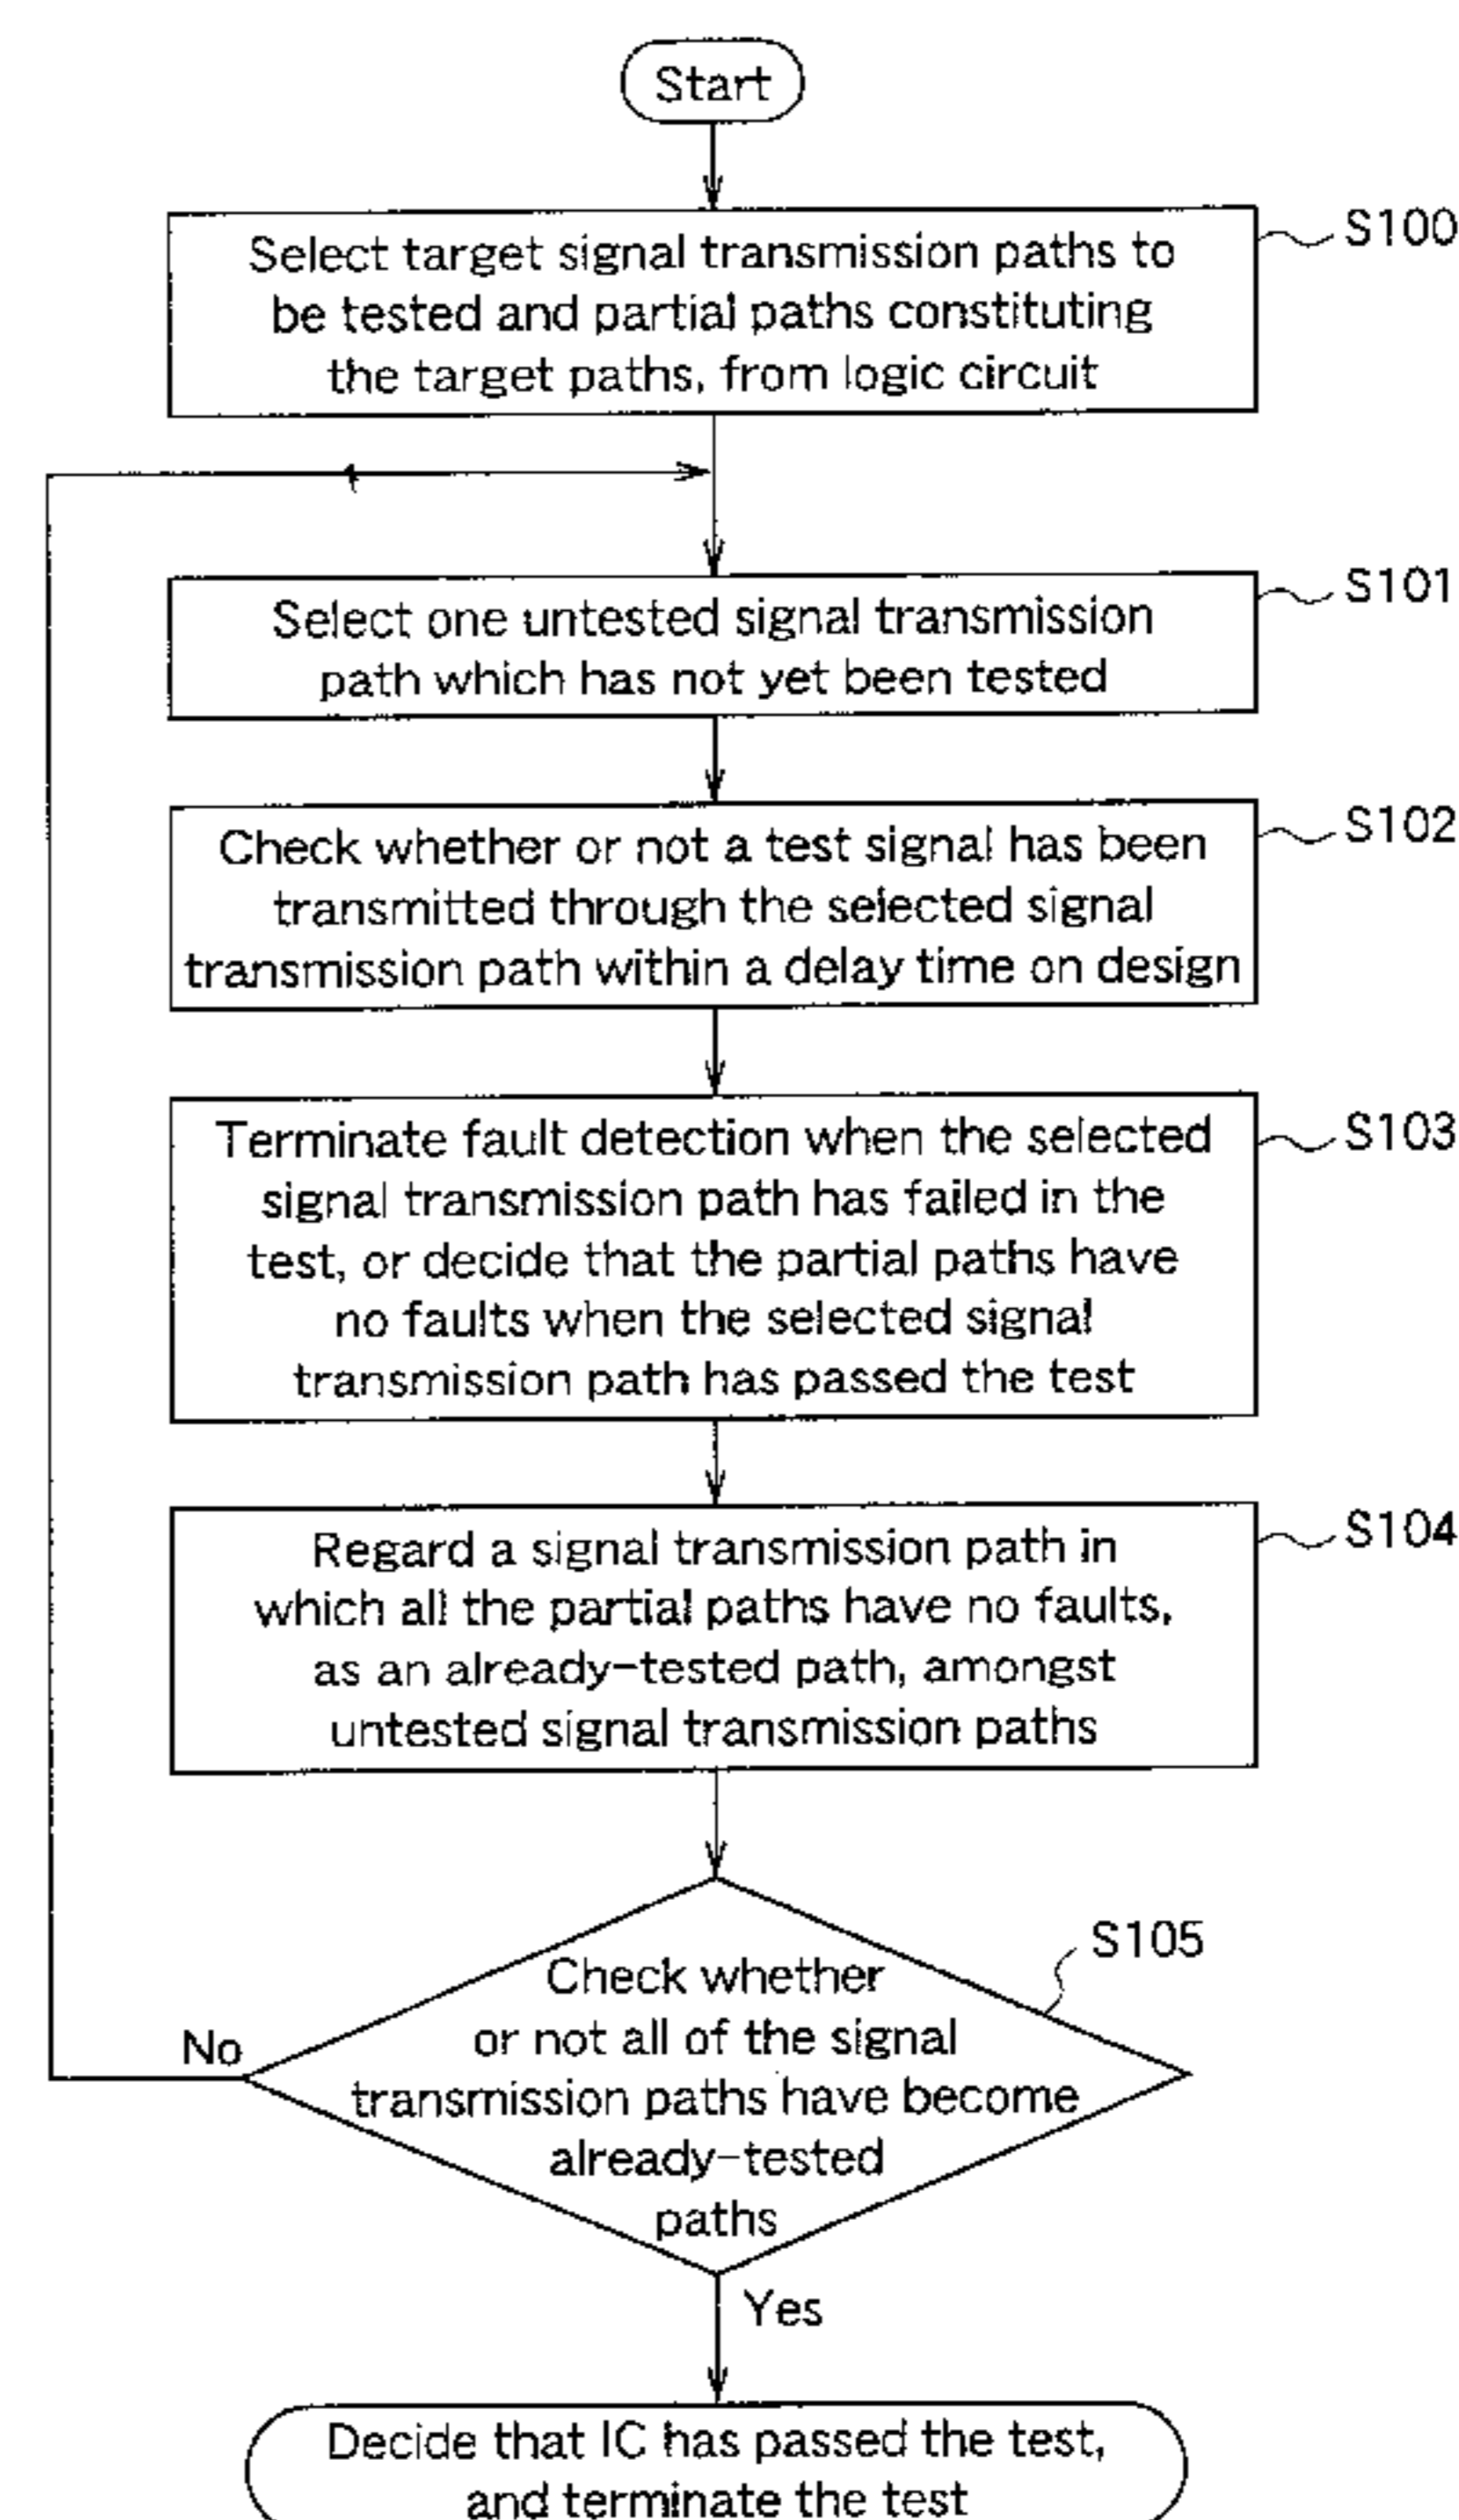 Start
S100
Select target signal transmission paths to
be tested and partial paths constituting
the target paths, from logic circuit
S101
Select one untested signal transmission
path which has not yet been tested
S102
Check whether or not a test signal has been
transmitted through the selected signal
transmission path within a delay time on design
S103
Terminate fault detection when the selected
signal transmission path has failed in the
test, or decide that the partial paths have
no faults when the selected signal
transmission path has passed the test
S104
Regard a signal transmission path in
which all the partial paths have no faults,
as an already-tested path, amongst
untested signal transmission paths
S105
Check whether
or not all of the signal
transmission paths have become
already-tested
paths
No
Yes
Decide that IC has passed the test,
and terminate the test